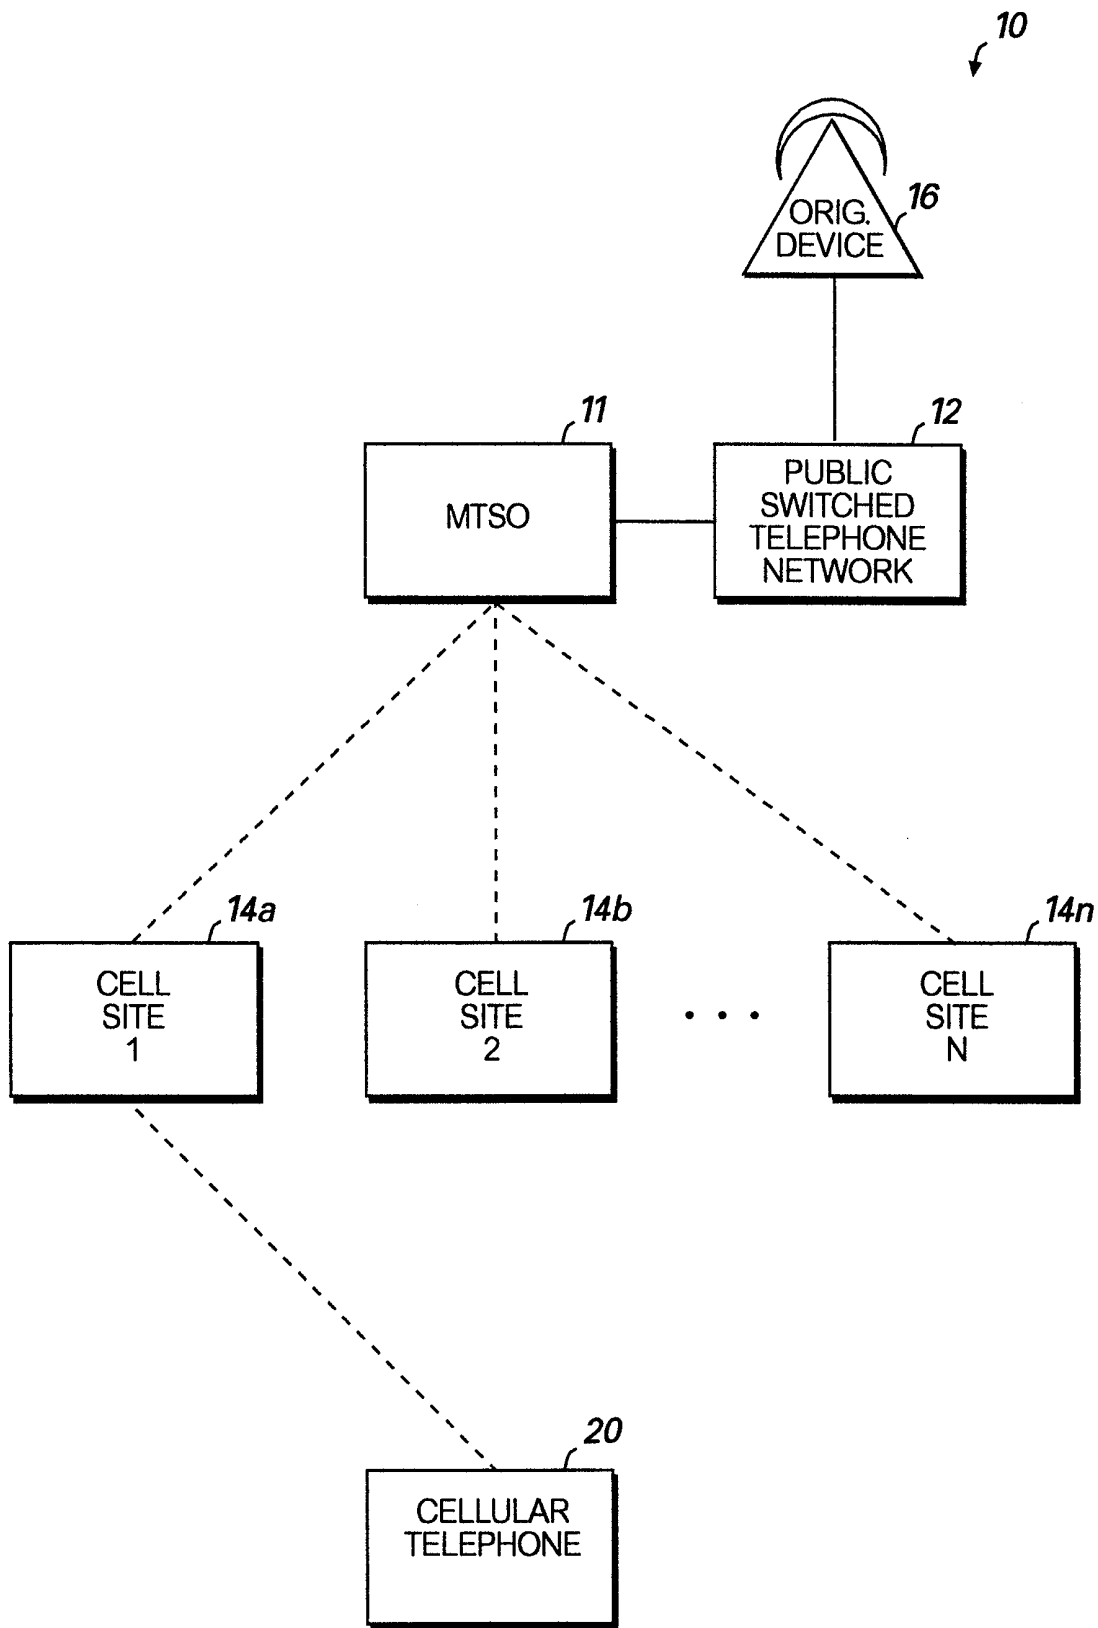 10
16
ORIG.
DEVICE
11
12
MTSO
PUBLIC
SWITCHED
TELEPHONE
NETWORK
14a
14b
14n
CELL
SITE
1
CELL
SITE
2
CELL
SITE
N
20
CELLULAR
TELEPHONE